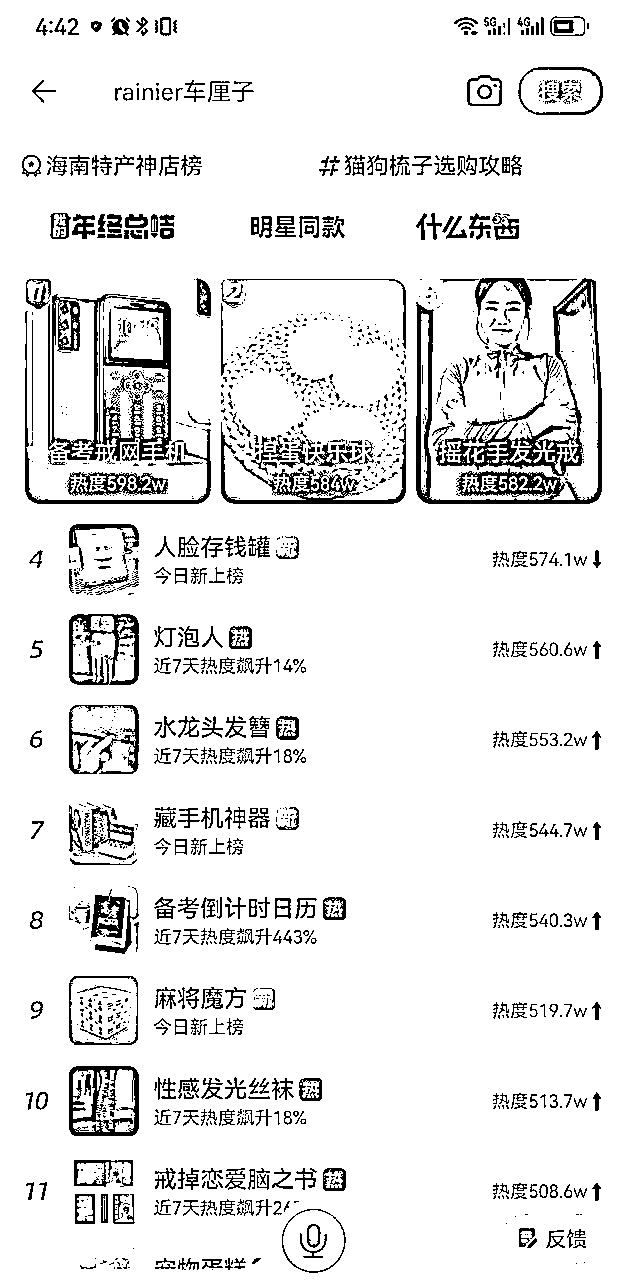 4:42 5G 4G
rainier车厘子 搜索
海南特产神店榜 #猫狗梳子选购攻略
年终总结 明星同款 什么东西
1 2
备考戒网手机 捏蛋快乐球 摇花手发光戒
热度598.2w 热度584w 热度582.2w
4 人脸存钱罐 新 热度574.1w
今日新上榜
5 灯泡人 热 热度560.6w
近7天热度飙升14%
6 水龙头发簪 热 热度553.2w
近7天热度飙升18%
7 藏手机神器 新 热度544.7w
今日新上榜
8 备考倒计时日历 热 热度540.3w
近7天热度飙升443%
9 麻将魔方 新 热度519.7w
今日新上榜
10 性感发光丝袜 热 热度513.7w
近7天热度飙升18%
11 戒掉恋爱脑之书 热 热度508.6w
近7天热度飙升26
反馈
宠物蛋糕